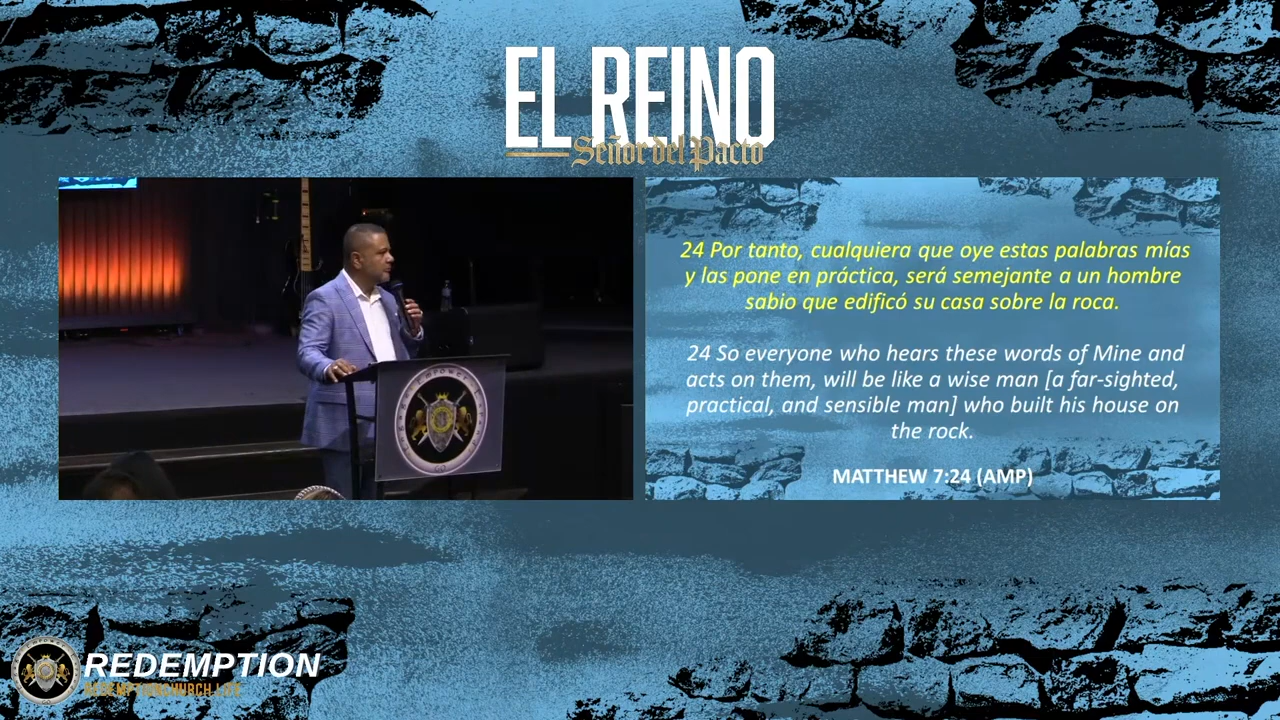 EL REINO
Señor del Pacto
24 Por tanto, cualquiera que oye estas palabras mías
y las pone en práctica, será semejante a un hombre
sabio que edificó su casa sobre la roca.
24 So everyone who hears these words of Mine and
acts on them, will be like a wise man [a far-sighted,
practical, and sensible man] who built his house on
the rock.
MATTHEW 7:24 (AMP)
REDEMPTION
REDEMPTIONCHURCH.LIFE